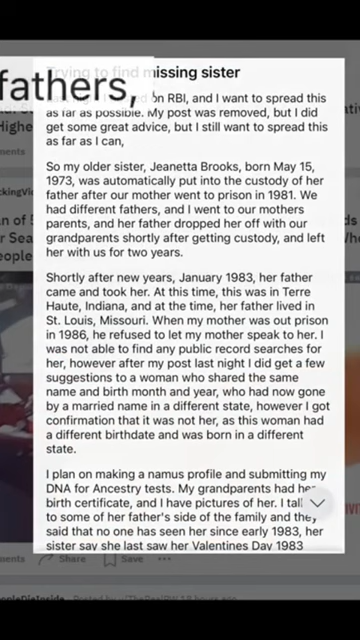 Trying to find missing sister
fathers,
on RBI, and I want to spread this
as far as possible. My post was removed, but I did
get some great advice, but I still want to spread this
as far as I can,
So my older sister, Jeanetta Brooks, born May 15,
1973, was automatically put into the custody of her
father after our mother went to prison in 1981. We
had different fathers, and I went to our mothers
parents, and her father dropped her off with our
grandparents shortly after getting custody, and left
her with us for two years.
Shortly after new years, January 1983, her father
came and took her. At this time, this was in Terre
Haute, Indiana, and at the time, her father lived in
St. Louis, Missouri. When my mother was out prison
in 1986, he refused to let my mother speak to her. I
was not able to find any public record searches for
her, however after my post last night I did get a few
suggestions to a woman who shared the same
name and birth month and year, who had now gone
by a married name in a different state, however I got
confirmation that it was not her, as this woman had
a different birthdate and was born in a different
state.
I plan on making a namus profile and submitting my
DNA for Ancestry tests. My grandparents had her
birth certificate, and I have pictures of her. I talk
to some of her father's side of the family and they
said that no one has seen her since early 1983, her
sister say she last saw her Valentines Day 1983
Share Save